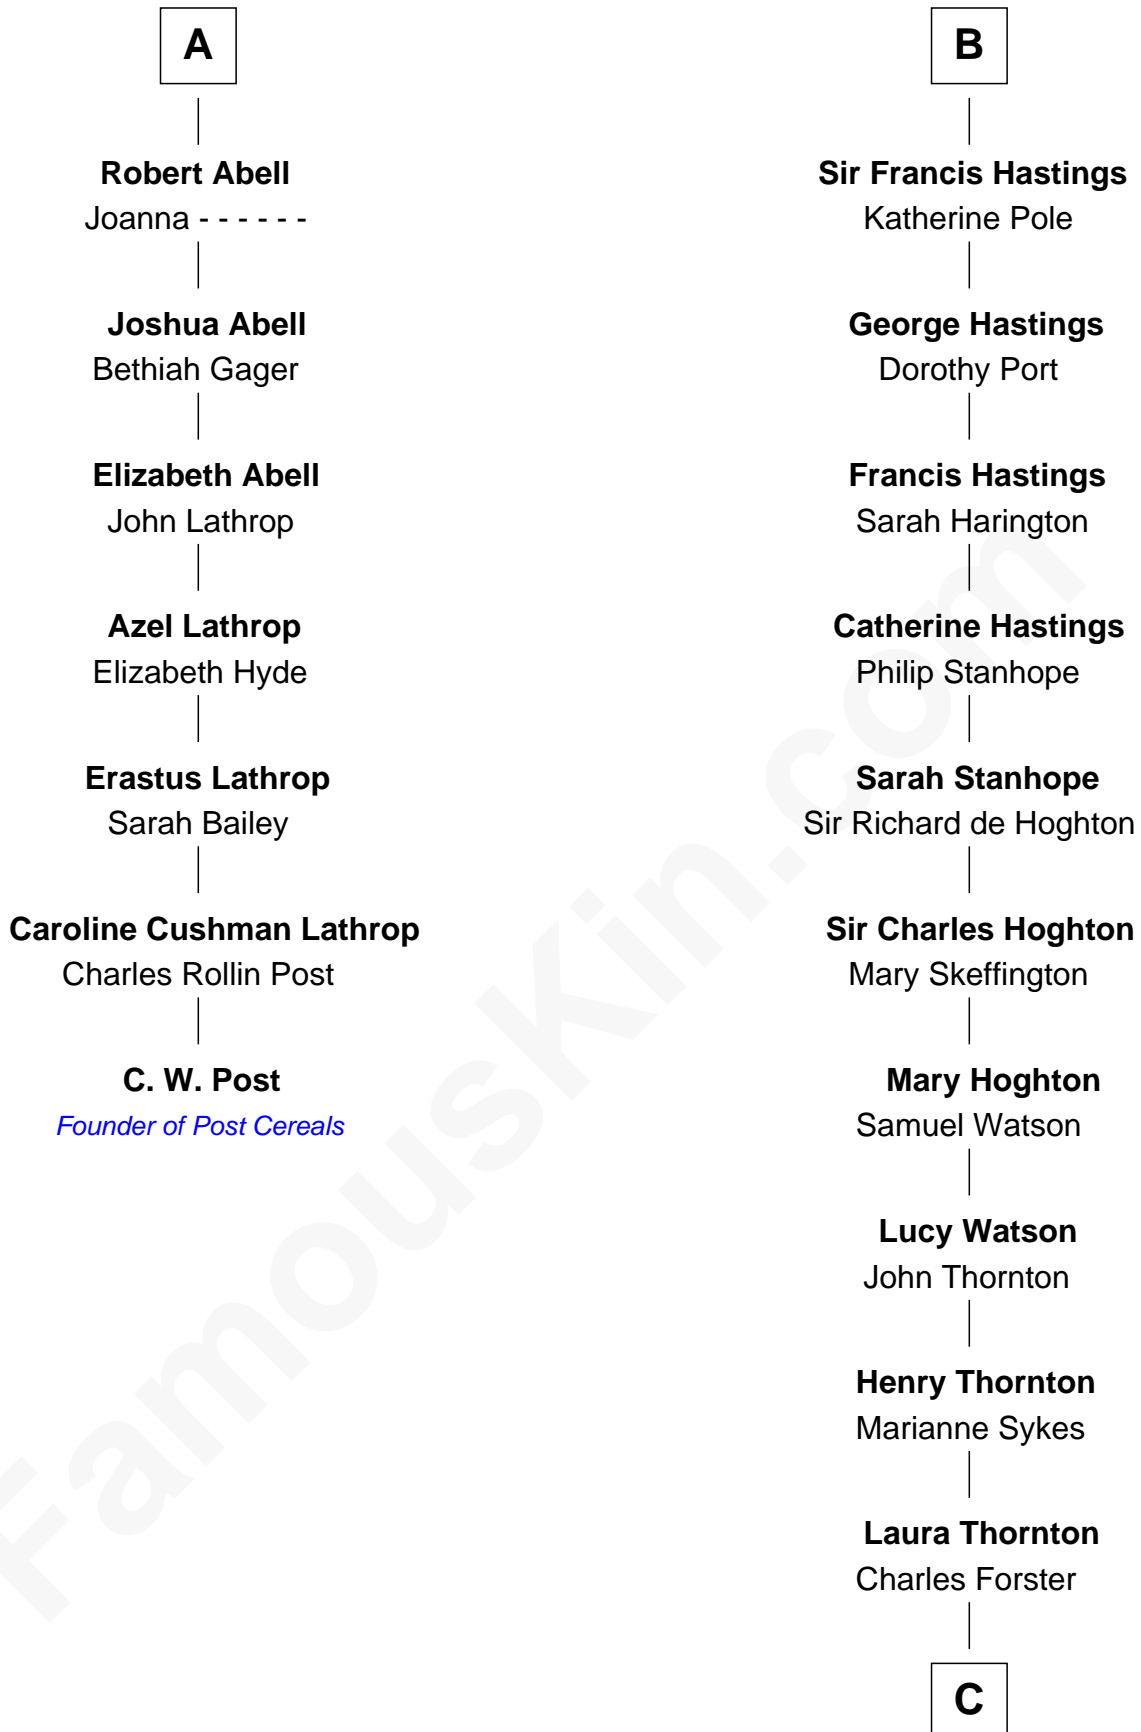 A
Robert Abell
Joanna - - - - - -
Joshua Abell
Bethiah Gager
Elizabeth Abell
John Lathrop
Azel Lathrop
Elizabeth Hyde
Erastus Lathrop
Sarah Bailey
Caroline Cushman Lathrop
Charles Rollin Post
C. W. Post
Founder of Post Cereals
B
Sir Francis Hastings
Katherine Pole
George Hastings
Dorothy Port
Francis Hastings
Sarah Harington
Catherine Hastings
Philip Stanhope
Sarah Stanhope
Sir Richard de Hoghton
Sir Charles Hoghton
Mary Skeffington
Mary Hoghton
Samuel Watson
Lucy Watson
John Thornton
Henry Thornton
Marianne Sykes
Laura Thornton
Charles Forster
C
FamousKin.com